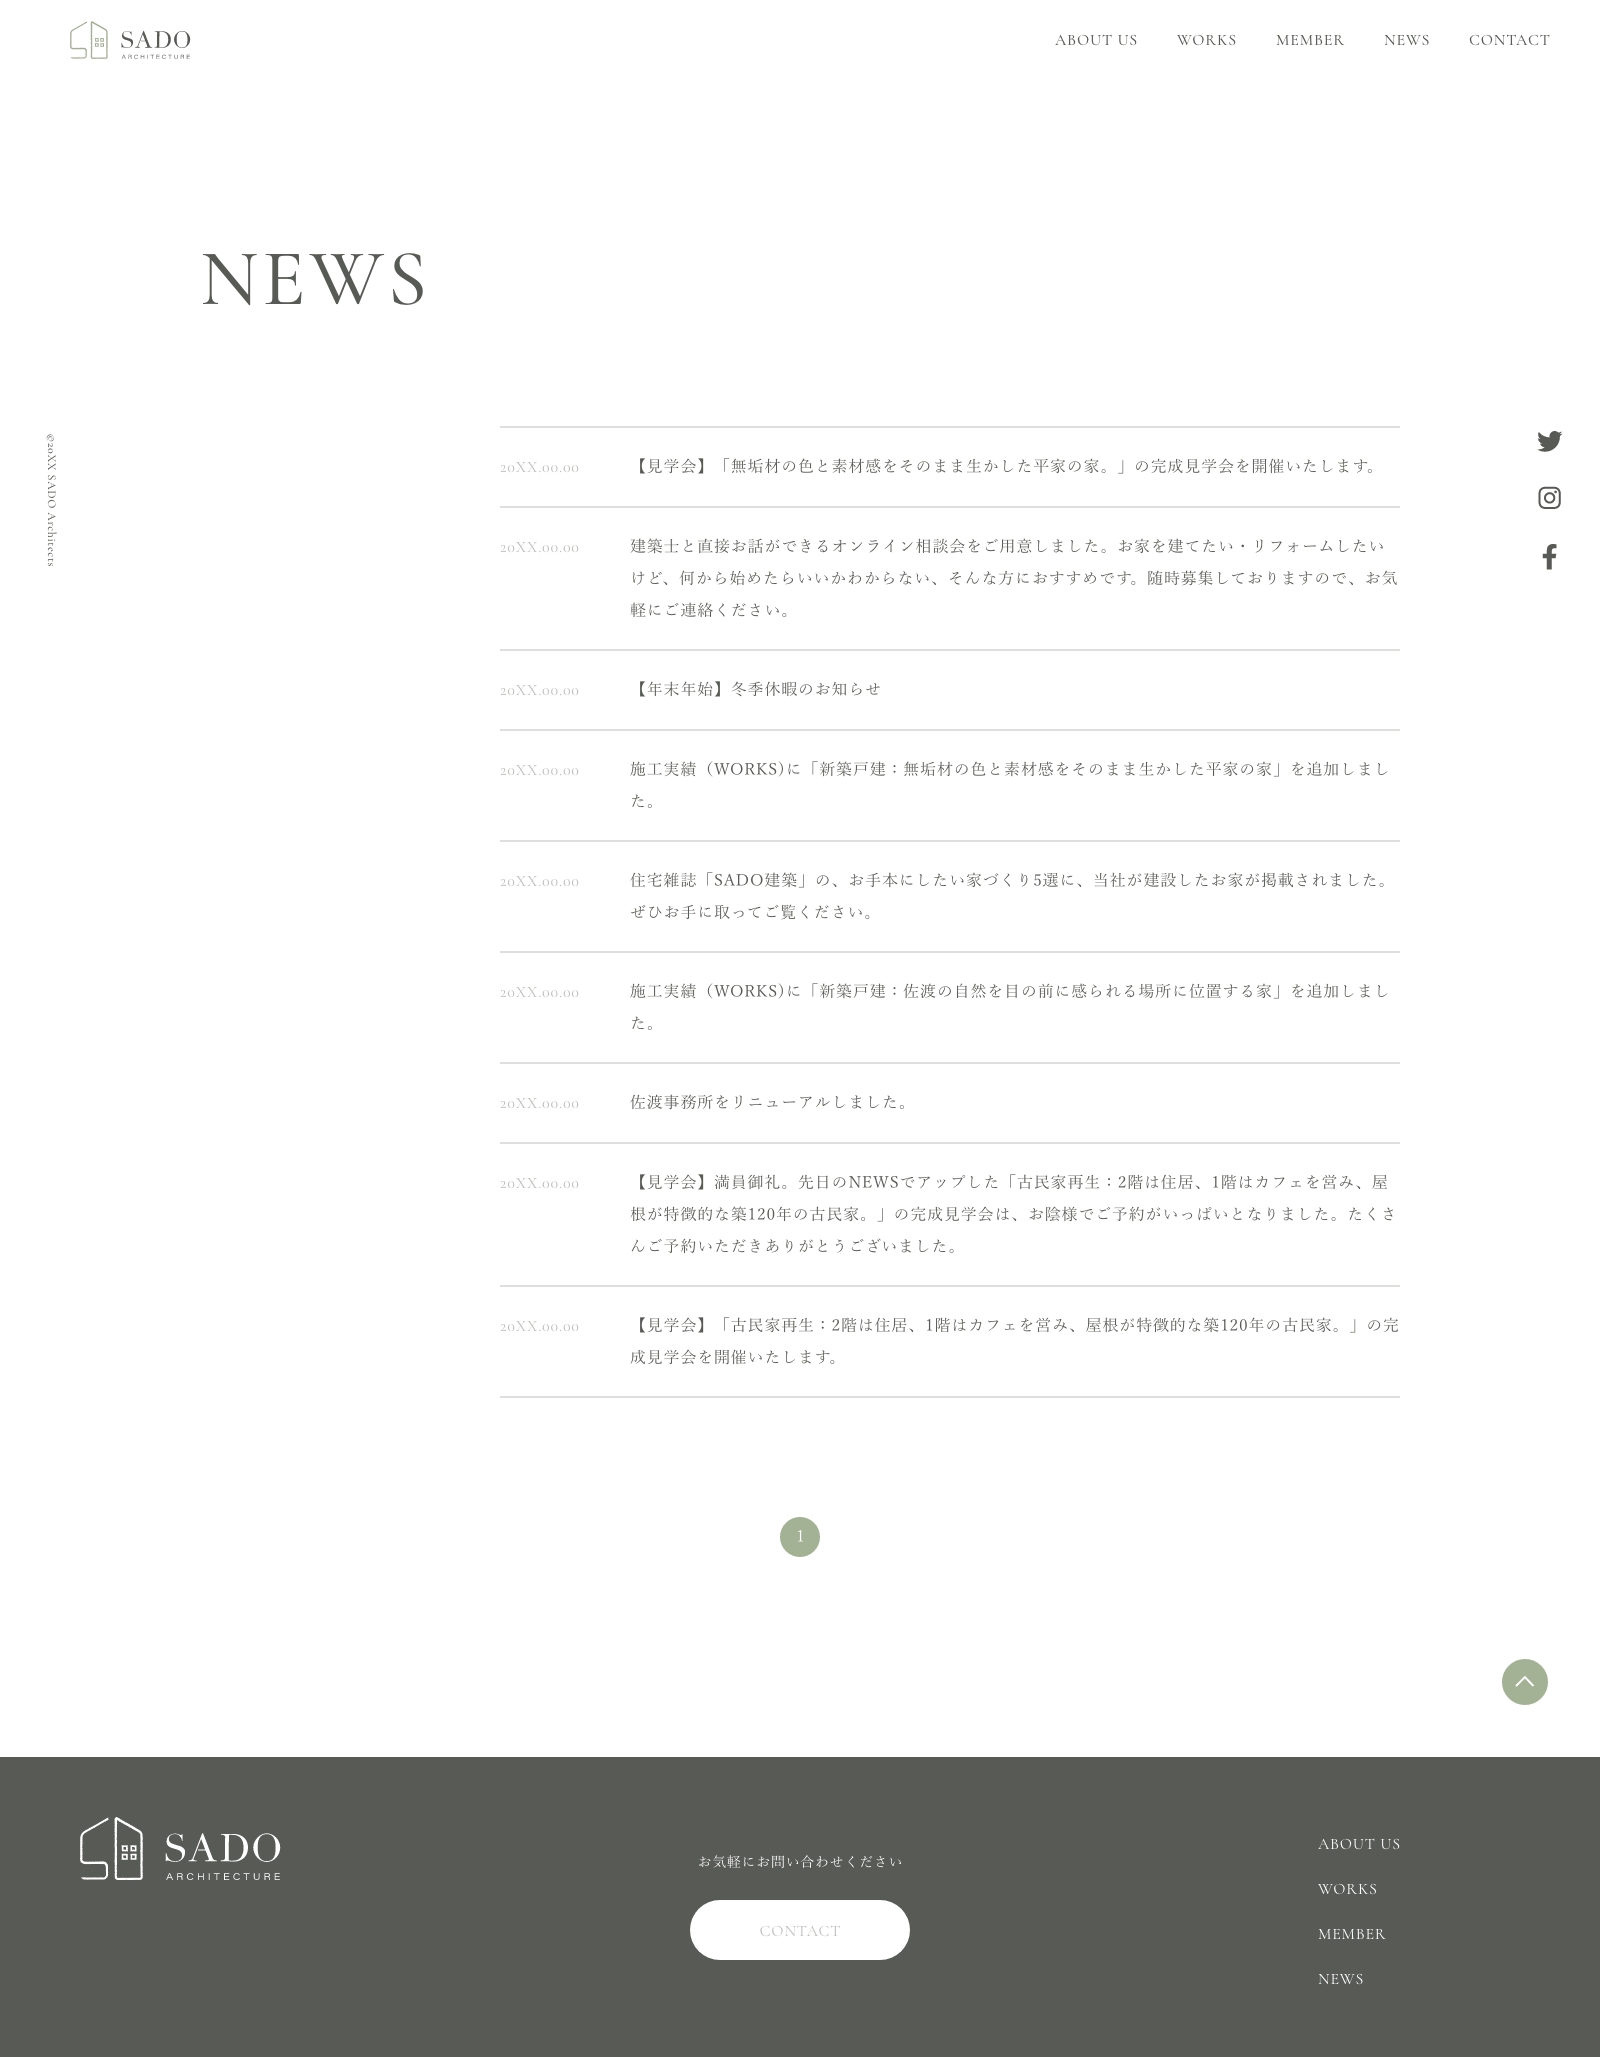 SADO
ARCHITECTURE
ABOUT US
WORKS
MEMBER
NEWS
CONTACT
NEWS
©20XX SADO Architects
20XX.00.00
【見学会】「無垢材の色と素材感をそのまま生かした平家の家。」の完成見学会を開催いたします。
20XX.00.00
建築士と直接お話ができるオンライン相談会をご用意しました。お家を建てたい・リフォームしたい
けど、何から始めたらいいかわからない、そんな方におすすめです。随時募集しておりますので、お気
軽にご連絡ください。
20XX.00.00
【年末年始】冬季休暇のお知らせ
20XX.00.00
施工実績（WORKS)に「新築戸建：無垢材の色と素材感をそのまま生かした平家の家」を追加しまし
た。
20XX.00.00
住宅雑誌「SADO建築」の、お手本にしたい家づくり5選に、当社が建設したお家が掲載されました。
ぜひお手に取ってご覧ください。
20XX.00.00
施工実績（WORKS)に「新築戸建：佐渡の自然を目の前に感られる場所に位置する家」を追加しまし
た。
20XX.00.00
佐渡事務所をリニューアルしました。
20XX.00.00
【見学会】満員御礼。先日のNEWSでアップした「古民家再生：2階は住居、1階はカフェを営み、屋
根が特徴的な築120年の古民家。」の完成見学会は、お陰様でご予約がいっぱいとなりました。たくさ
んご予約いただきありがとうございました。
20XX.00.00
【見学会】「古民家再生：2階は住居、1階はカフェを営み、屋根が特徴的な築120年の古民家。」の完
成見学会を開催いたします。
1
SADO
ARCHITECTURE
お気軽にお問い合わせください
CONTACT
ABOUT US
WORKS
MEMBER
NEWS